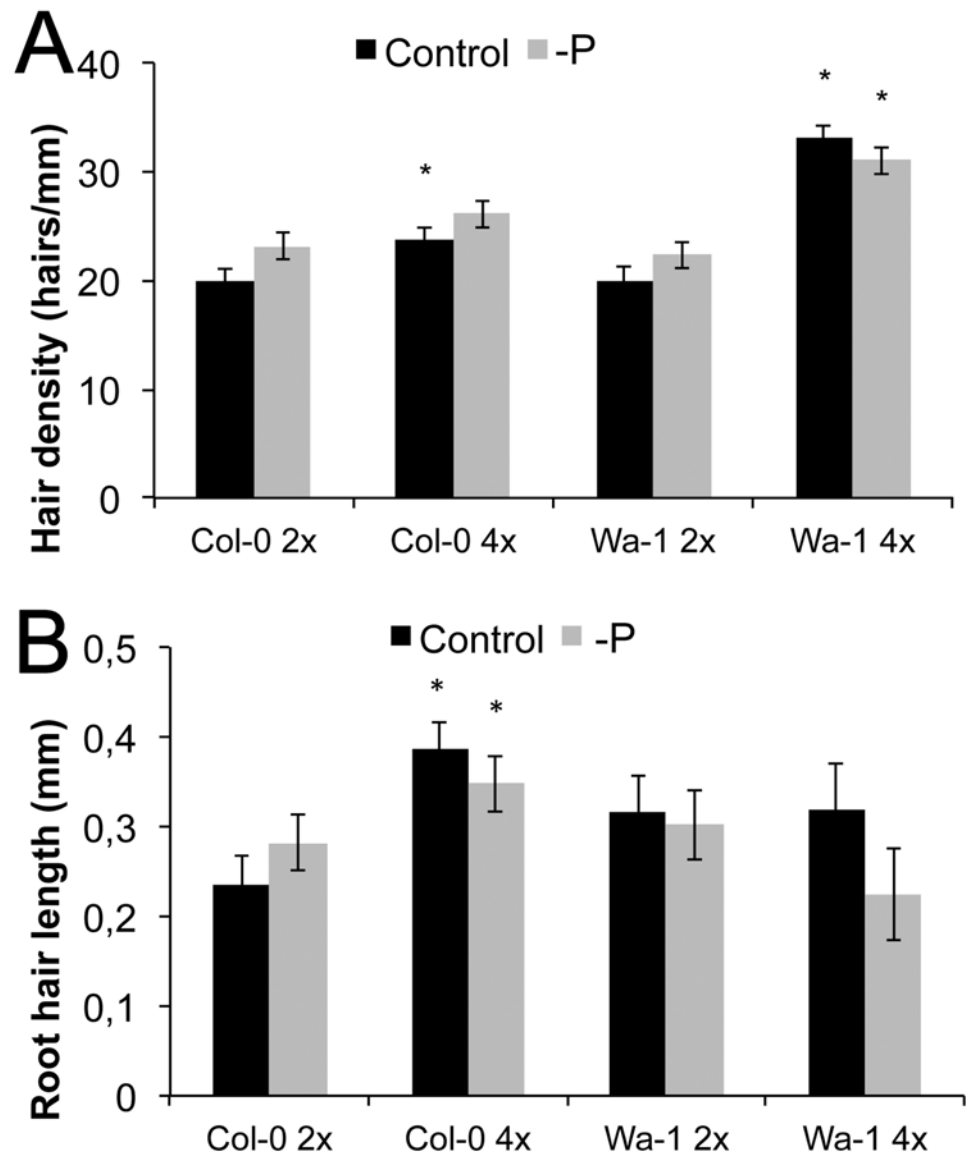 A
Control -P
40
*
*
*
30
20
10
0
Hair density (hairs/mm)
Col-0 2x Col-0 4x Wa-1 2x Wa-1 4x
B
Control -P
0,5
*
*
0,4
0,3
0,2
0,1
0
Root hair length (mm)
Col-0 2x Col-0 4x Wa-1 2x Wa-1 4x